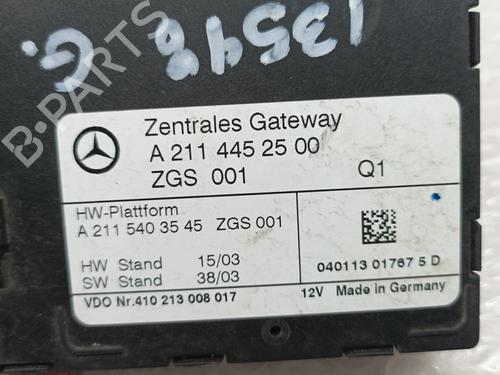 13598
G.
B-PARTS
Zentrales Gateway
A 211 445 25 00
ZGS 001 Q1
HW-Plattform
A 211 540 35 45 ZGS 001
HW Stand 15/03
SW Stand 38/03
040113 01767 5 D
VDO Nr.410 213 008 017 12V Made in Germany